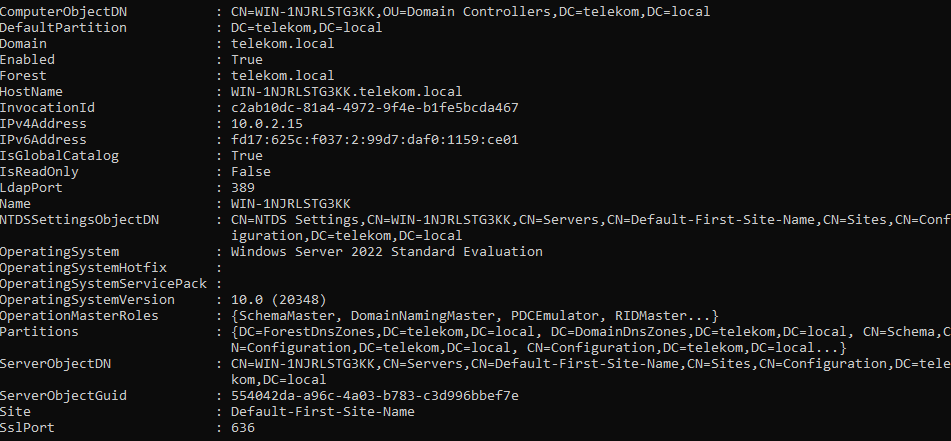 ComputerObjectDN : CN=WIN-1NJRLSTG3KK,OU=Domain Controllers,DC=telekom,DC=local
DefaultPartition : DC=telekom,DC=local
Domain : telekom.local
Enabled : True
Forest : telekom.local
HostName : WIN-1NJRLSTG3KK.telekom.local
InvocationId : c2ab10dc-81a4-4972-9f4e-b1fe5bcda467
IPv4Address : 10.0.2.15
IPv6Address : fd17:625c:f037:2:99d7:daf0:1159:ce01
IsGlobalCatalog : True
IsReadOnly : False
LdapPort : 389
Name : WIN-1NJRLSTG3KK
NTDSSettingsObjectDN : CN=NTDS Settings,CN=WIN-1NJRLSTG3KK,CN=Servers,CN=Default-First-Site-Name,CN=Sites,CN=Conf
iguration,DC=telekom,DC=local
OperatingSystem : Windows Server 2022 Standard Evaluation
OperatingSystemHotfix :
OperatingSystemServicePack :
OperatingSystemVersion : 10.0 (20348)
OperationMasterRoles : {SchemaMaster, DomainNamingMaster, PDCEmulator, RIDMaster...}
Partitions : {DC=ForestDnsZones,DC=telekom,DC=local, DC=DomainDnsZones,DC=telekom,DC=local, CN=Schema,C
N=Configuration,DC=telekom,DC=local, CN=Configuration,DC=telekom,DC=local...}
ServerObjectDN : CN=WIN-1NJRLSTG3KK,CN=Servers,CN=Default-First-Site-Name,CN=Sites,CN=Configuration,DC=tele
kom,DC=local
ServerObjectGuid : 554042da-a96c-4a03-b783-c3d996bbef7e
Site : Default-First-Site-Name
SslPort : 636